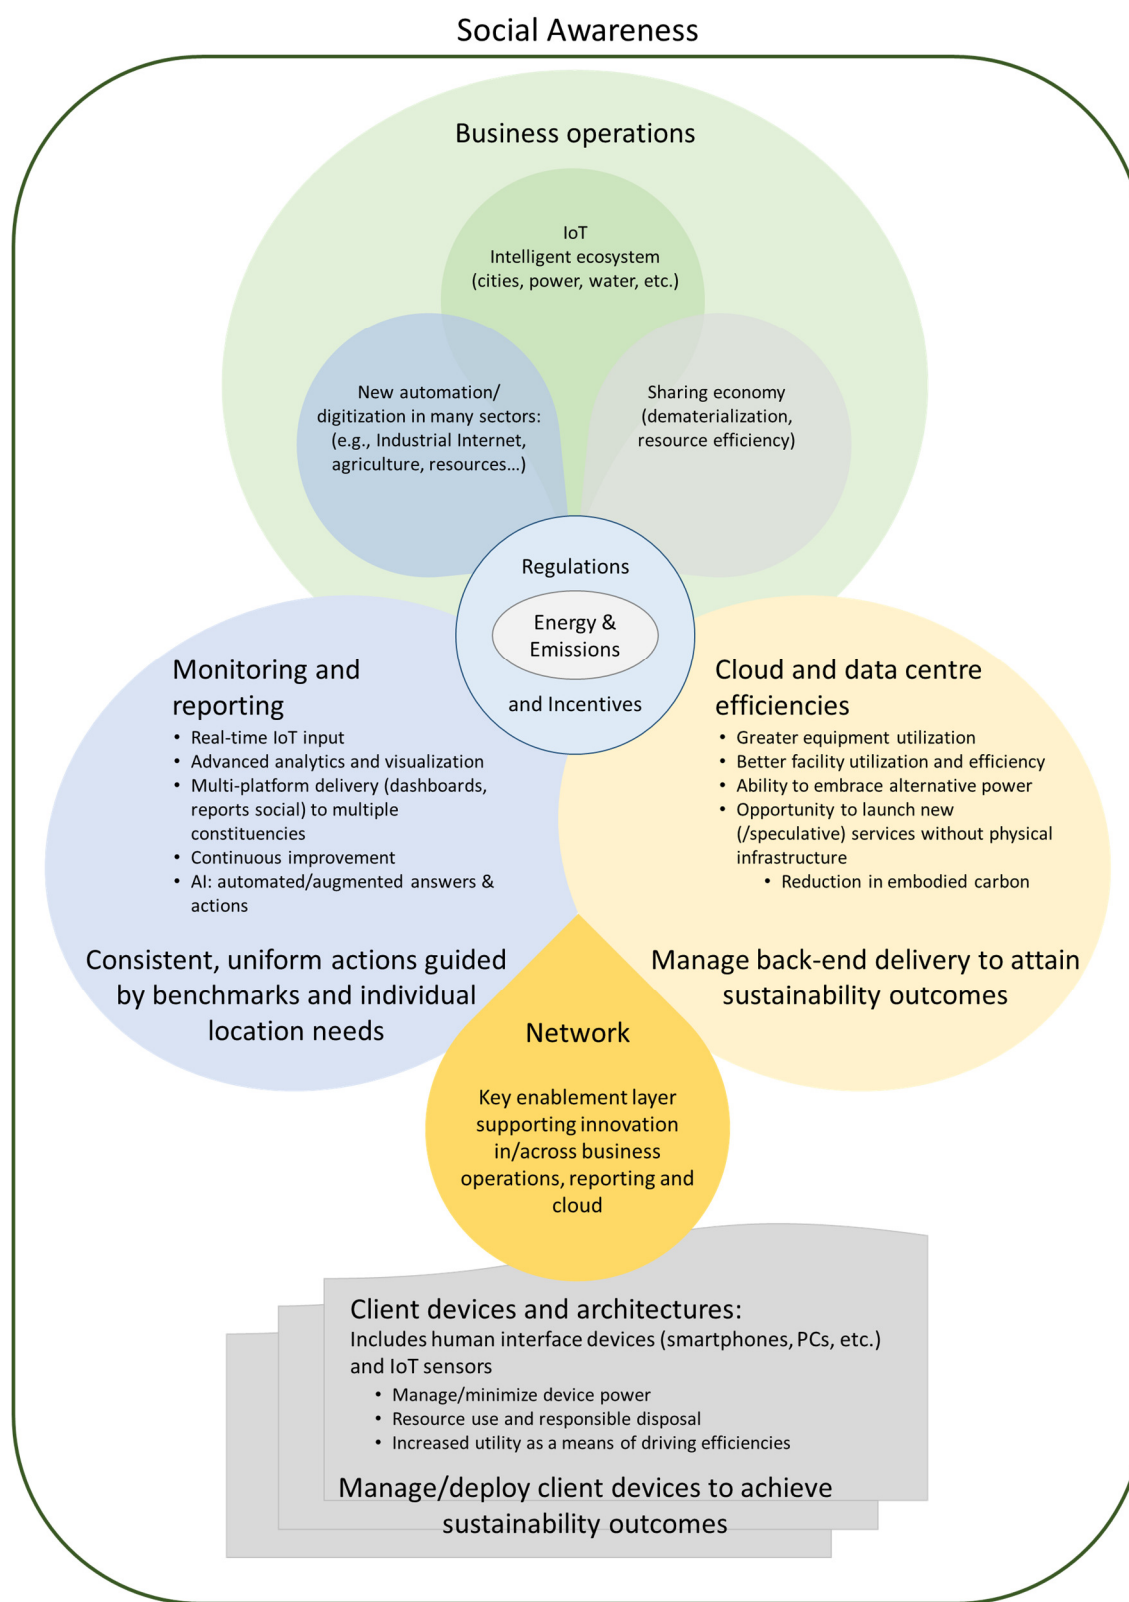 Social Awareness
Business operations
IoT
Intelligent ecosystem
(cities, power, water, etc.)
New automation/
digitization in many sectors:
(e.g., Industrial Internet,
agriculture, resources...)
Sharing economy
(dematerialization,
resource efficiency)
Regulations
Energy &
Emissions
and Incentives
Monitoring and
reporting
• Real-time IoT input
• Advanced analytics and visualization
• Multi-platform delivery (dashboards,
reports social) to multiple
constituencies
• Continuous improvement
• AI: automated/augmented answers &
actions
Consistent, uniform actions guided
by benchmarks and individual
location needs
Cloud and data centre
efficiencies
• Greater equipment utilization
• Better facility utilization and efficiency
• Ability to embrace alternative power
• Opportunity to launch new
(/speculative) services without physical
infrastructure
• Reduction in embodied carbon
Manage back-end delivery to attain
sustainability outcomes
Network
Key enablement layer
supporting innovation
in/across business
operations, reporting and
cloud
Client devices and architectures:
Includes human interface devices (smartphones, PCs, etc.)
and IoT sensors
• Manage/minimize device power
• Resource use and responsible disposal
• Increased utility as a means of driving efficiencies
Manage/deploy client devices to achieve
sustainability outcomes